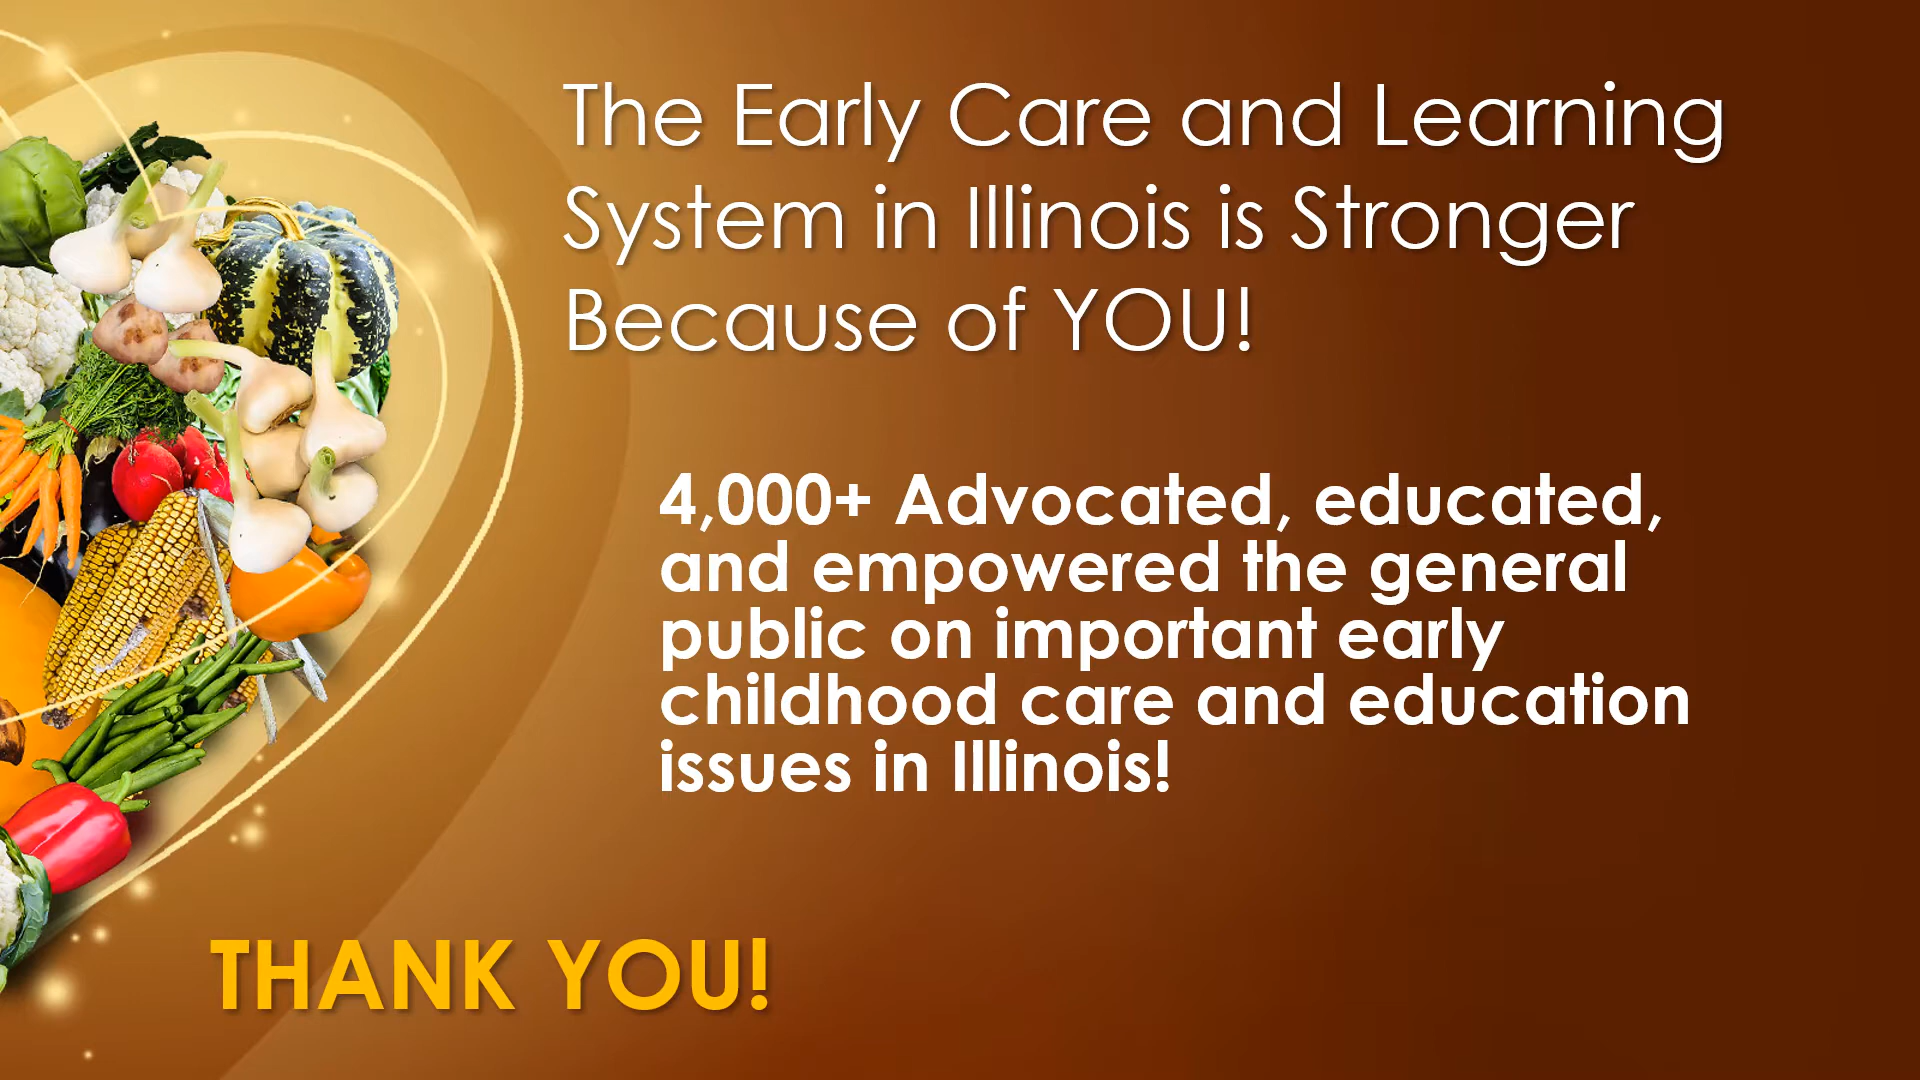 The Early Care and Learning
System in Illinois is Stronger
Because of YOU!
4,000+ Advocated, educated,
and empowered the general
public on important early
childhood care and education
issues in Illinois!
THANK YOU!